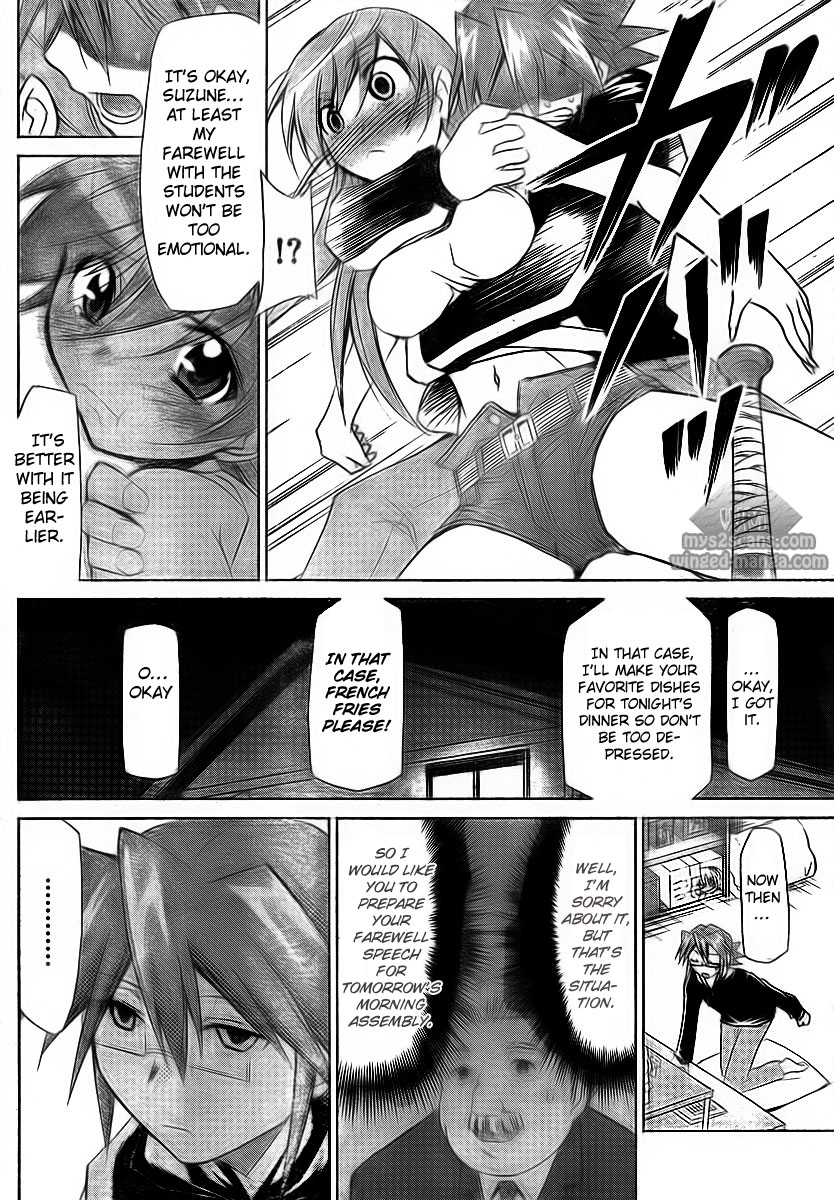 ガッ
!?
IT'S OKAY,
SUZUNE...
AT LEAST
MY
FAREWELL
WITH THE
STUDENTS
WON'T BE
TOO
EMOTIONAL.
IT'S
BETTER
WITH IT
BEING
EAR-
LIER.
mys2scans.com
winged-manga.com
...
OKAY,
I GOT
IT.
IN THAT CASE,
I'LL MAKE YOUR
FAVORITE DISHES
FOR TONIGHT'S
DINNER SO DON'T
BE TOO DE-
PRESSED.
IN THAT
CASE,
FRENCH
FRIES
PLEASE!
O...
OKAY
NOW
THEN
...
WELL,
I'M
SORRY
ABOUT IT,
BUT
THAT'S
THE
SITUA-
TION.
SO I
WOULD LIKE
YOU TO
PREPARE
YOUR
FAREWELL
SPEECH
FOR
TOMORROW'S
MORNING
ASSEMBLY.
.........